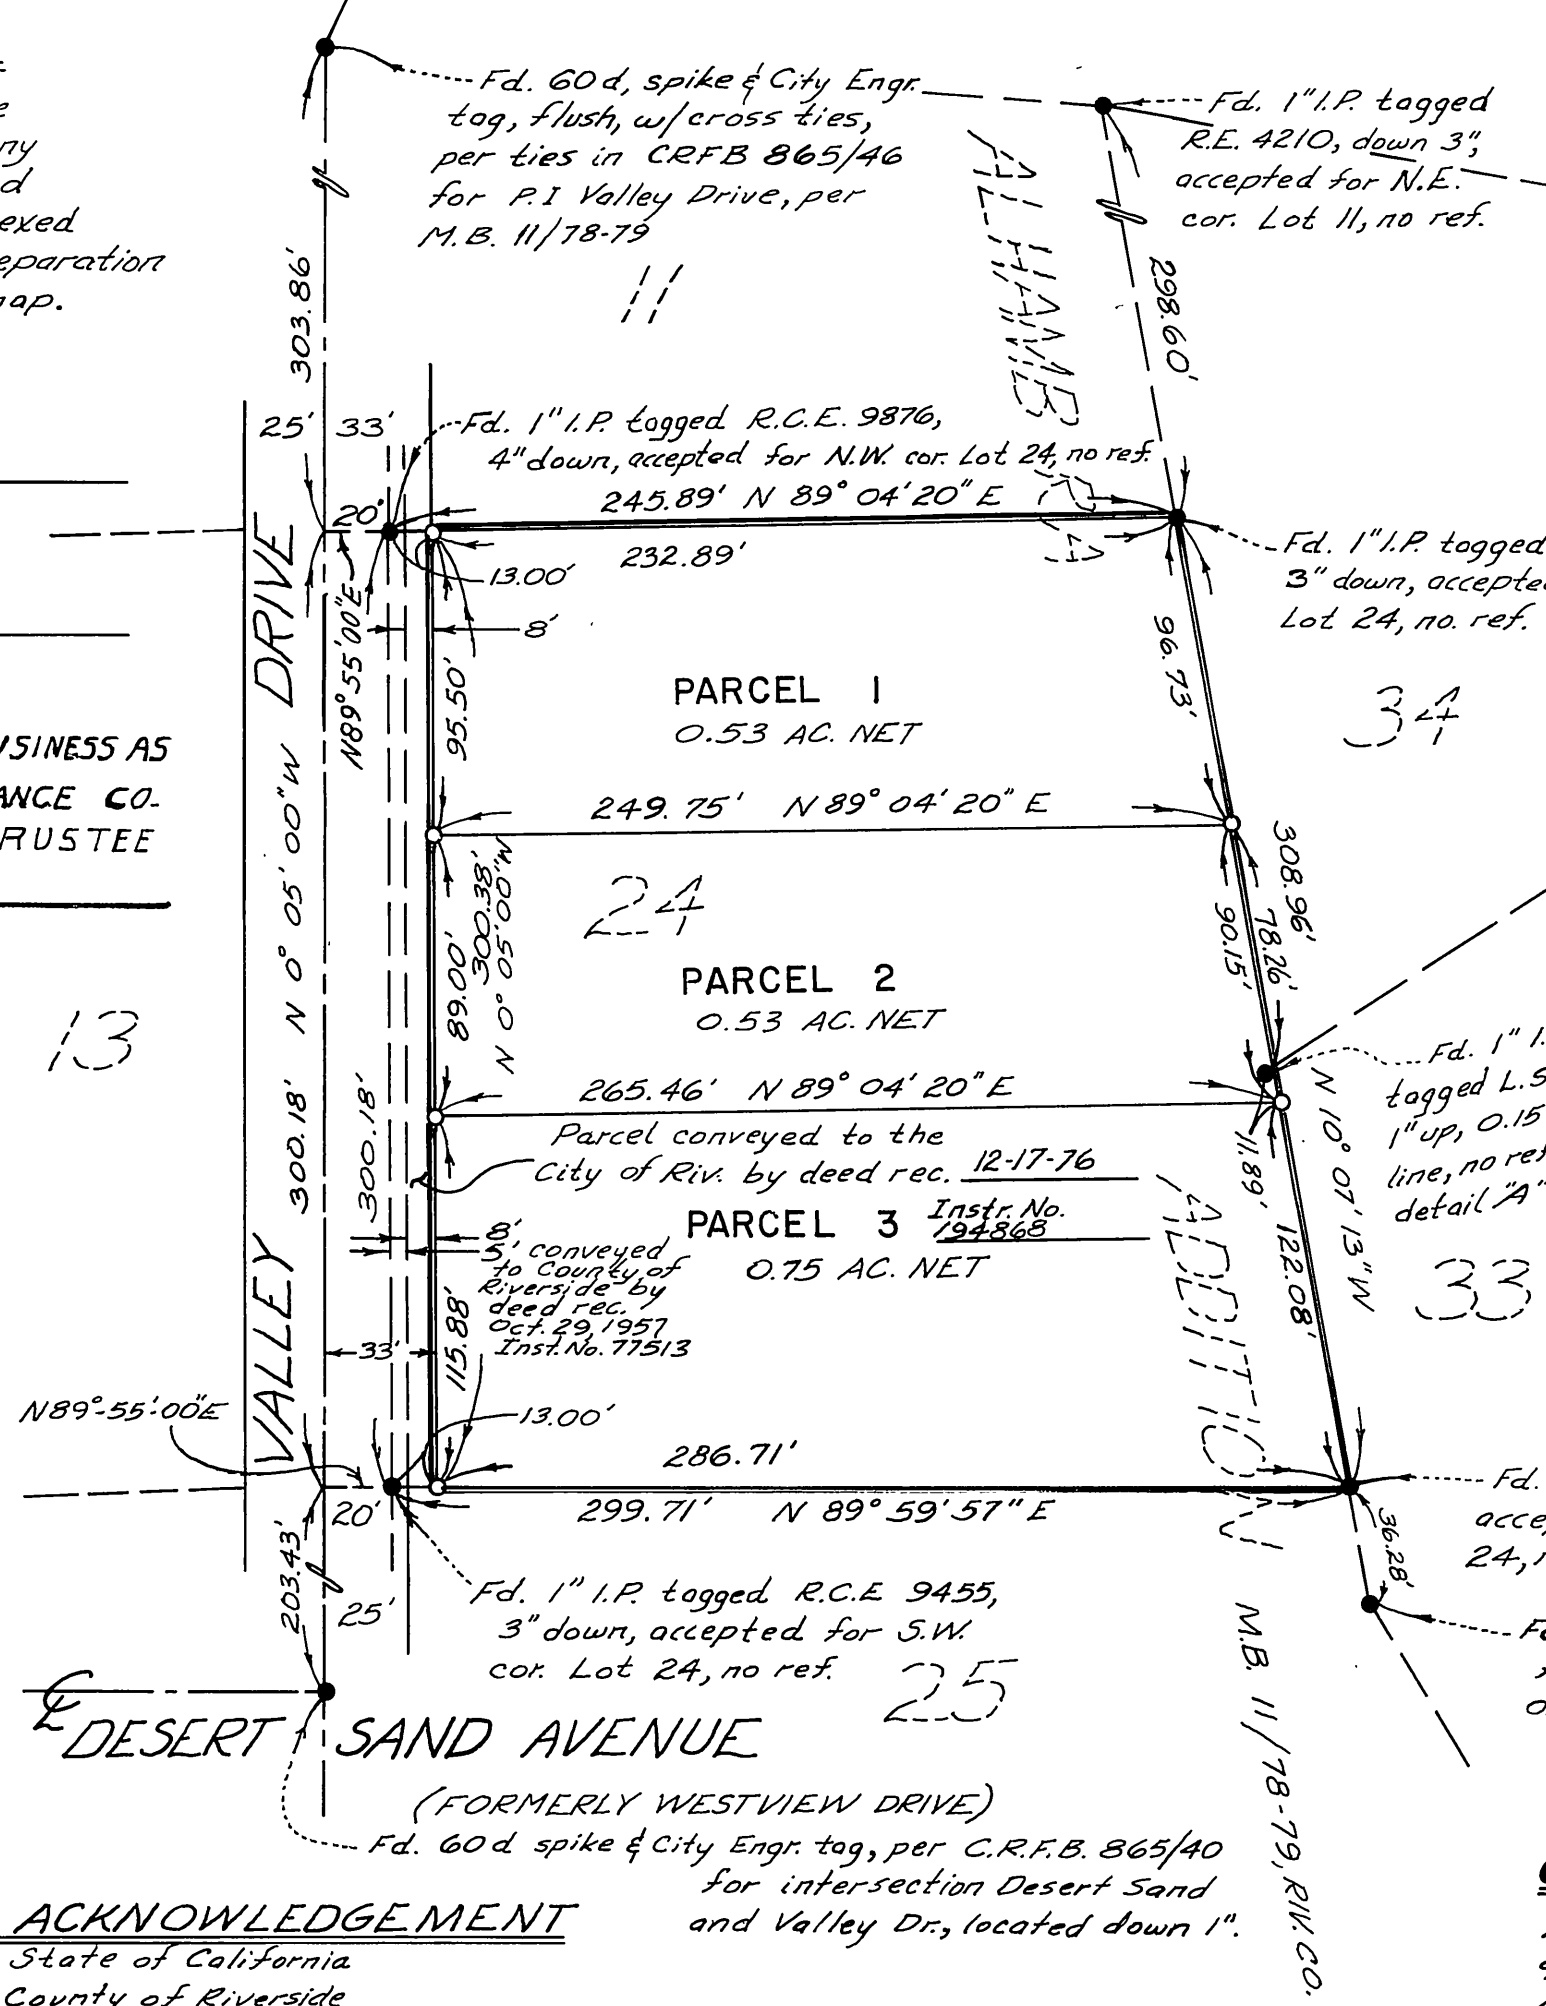 ny
d
exed
eparation
map.
Fd. 60 d, spike & City Engr.
tag, flush, w/cross ties,
per ties in CRFB 865/46
for P.I Valley Drive, per
M.B. 11/78-79
Fd. 1" I.P. tagged
R.E. 4210, down 3",
accepted for N.E.
cor. Lot 11, no ref.
11
ALHAMBRA
303.86'
298.60'
25' 33'
Fd. 1" I.P. tagged R.C.E. 9876,
4" down, accepted for N.W. cor. Lot 24, no ref.
245.89' N 89° 04' 20" E
20'
232.89'
13.00'
8'
Fd. 1" I.P. tagged
3" down, accepted
Lot 24, no. ref.
N89° 55' 00" E
95.50'
96.73'
PARCEL 1
0.53 AC. NET
34
USINESS AS
ANCE CO-
RUSTEE
249.75' N 89° 04' 20" E
VALLEY DRIVE
300.18' N 0° 05' 00" W
300.18'
24
89.00'
300.38'
N 0° 05' 00" W
90.15'
78.26'
308.96'
PARCEL 2
0.53 AC. NET
13
265.46' N 89° 04' 20" E
Fd. 1" I.
tagged L.S
1" up, 0.15
line, no ref
detail "A"
N 10° 07' 13" W
Parcel conveyed to the
City of Riv. by deed rec. 12-17-76
Instr. No.
194868
PARCEL 3
0.75 AC. NET
11.89'
122.08'
33
ADDITION
8'
5' conveyed
to County of
Riverside by
deed rec.
Oct. 29, 1957
Inst. No. 77513
115.88'
33'
N89°-55'-00"E
13.00'
286.71'
20'
299.71' N 89° 59' 57" E
Fd.
acce
24,
36.28'
203.43'
25'
Fd. 1" I.P. tagged R.C.E 9455,
3" down, accepted for S.W.
cor. Lot 24, no ref.
25
M.B. 11/78-79, RIV. CO.
℄ DESERT SAND AVENUE
(FORMERLY WESTVIEW DRIVE)
Fd. 60 d spike & City Engr. tag, per C.R.F.B. 865/40
for intersection Desert Sand
and Valley Dr., located down 1".
ACKNOWLEDGEMENT
State of California
County of Riverside